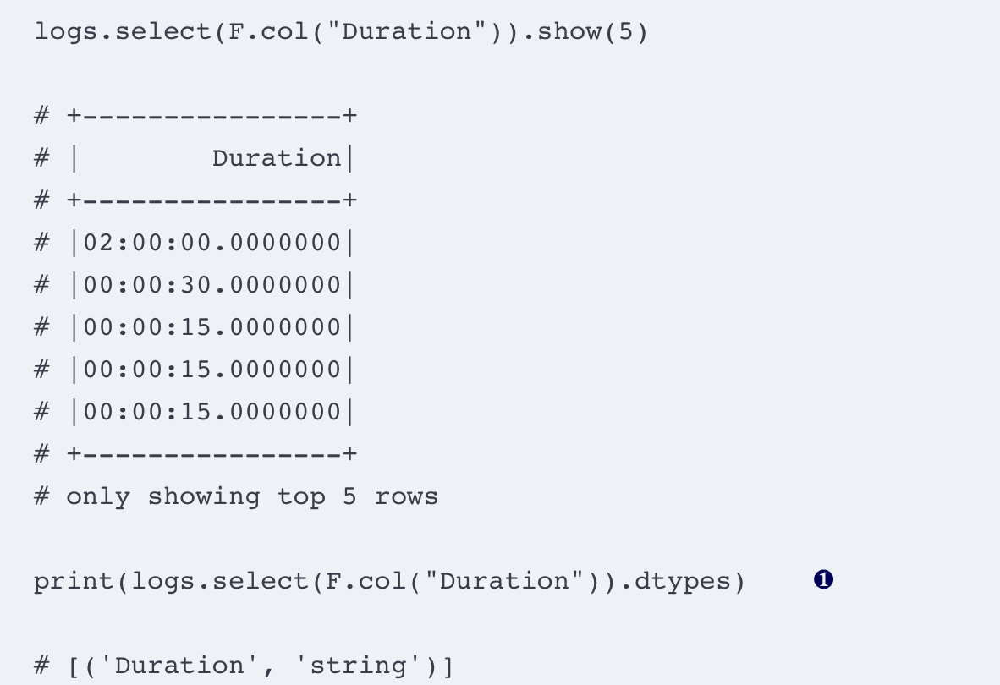 logs.select(F.col("Duration")).show(5)
# +----------------+
# |        Duration|
# +----------------+
# |02:00:00.0000000|
# |00:00:30.0000000|
# |00:00:15.0000000|
# |00:00:15.0000000|
# |00:00:15.0000000|
# +----------------+
# only showing top 5 rows
print(logs.select(F.col("Duration")).dtypes)    ❶
# [('Duration', 'string')]